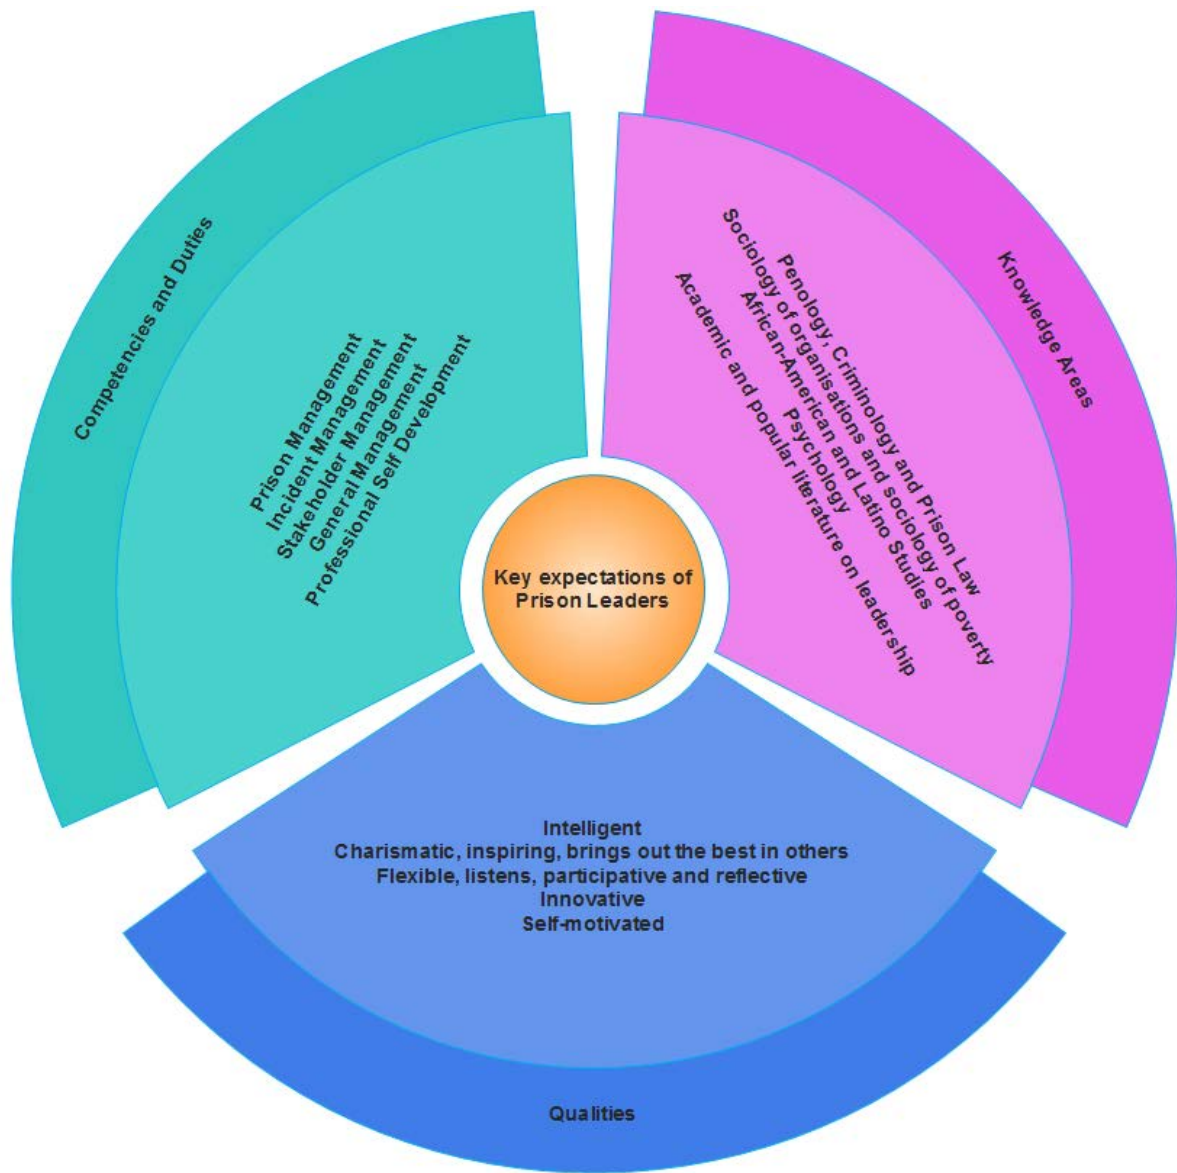 Competencies and Duties
Prison Management
Incident Management
Stakeholder Management
General Management
Professional Self Development
Knowledge Areas
Penology, Criminology and Prison Law
Sociology of organisations and sociology of poverty
African-American and Latino Studies
Psychology
Academic and popular literature on leadership
Key expectations of
Prison Leaders
Intelligent
Charismatic, inspiring, brings out the best in others
Flexible, listens, participative and reflective
Innovative
Self-motivated
Qualities